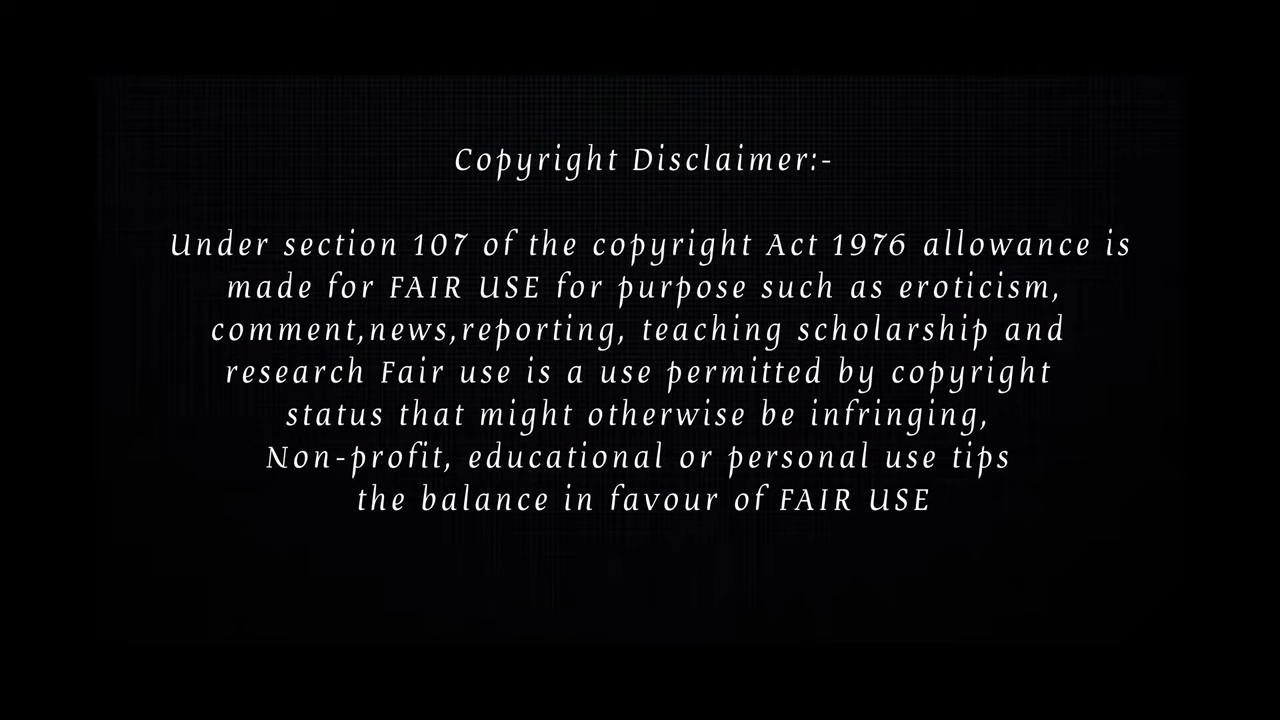 Copyright Disclaimer:-
Under section 107 of the copyright Act 1976 allowance is
made for FAIR USE for purpose such as eroticism,
comment,news,reporting, teaching scholarship and
research Fair use is a use permitted by copyright
status that might otherwise be infringing,
Non-profit, educational or personal use tips
the balance in favour of FAIR USE